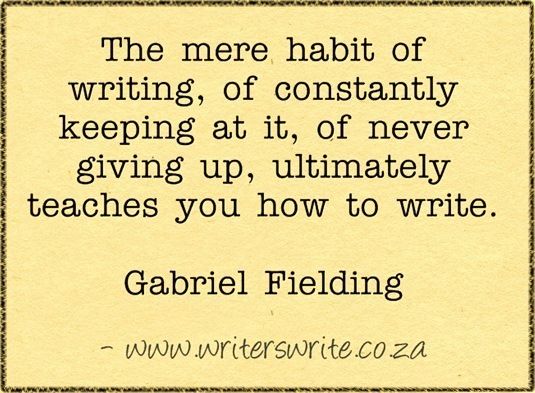 The mere habit of
writing, of constantly
keeping at it, of never
giving up, ultimately
teaches you how to write.
Gabriel Fielding
- www.writerswrite.co.za